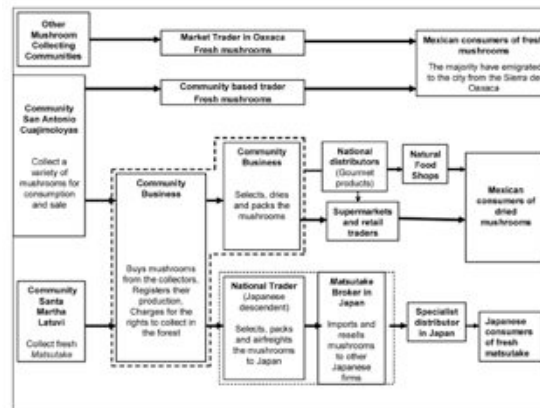 Other
Mushroom
Collecting
Communities
Market Trader in Oaxaca
Fresh mushrooms
Mexican consumers of fresh
mushrooms
The majority have emigrated
to the city from the Sierra de
Oaxaca
Community based trader
Fresh mushrooms
Community
San Antonio
Cuajimoloyas
Collect a
variety of
mushrooms for
consumption
and sale
Community
Business
Buys mushrooms
from the collectors.
Registers their
production.
Charges for the
rights to collect in
the forest
Community
Business
Selects, dries
and packs the
mushrooms
National
distributors
(Gourmet
products)
Natural
Food
Shops
Supermarkets
and retail
traders
Mexican
consumers of
dried
mushrooms
Community
Santa
Martha
Latuvi
Collect fresh
Matsutake
National Trader
(Japanese
descendent)
Selects, packs
and airfreights
the mushrooms
to Japan
Matsutake
Broker in
Japan
Imports and
resells
mushrooms
to other
Japanese
firms
Specialist
distributor
in Japan
Japanese
consumers
of fresh
matsutake